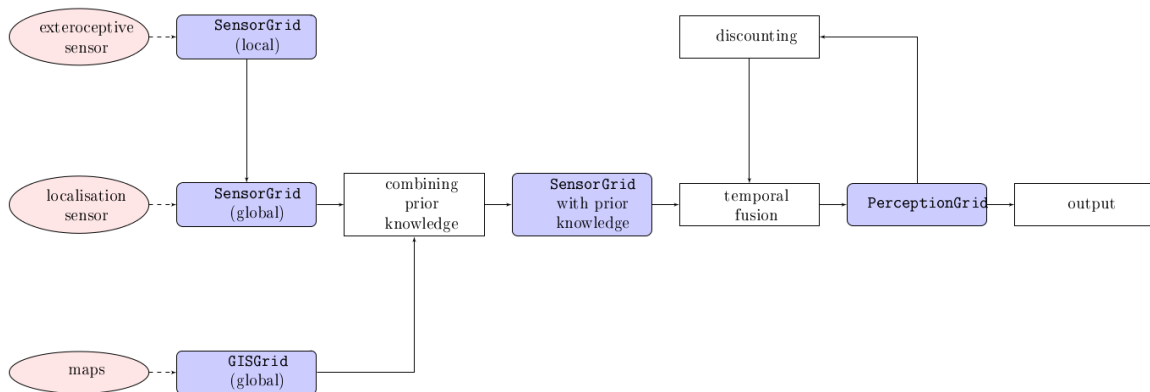 exteroceptive
sensor
SensorGrid
(local)
discounting
localisation
sensor
SensorGrid
(global)
combining
prior
knowledge
SensorGrid
with prior
knowledge
temporal
fusion
PerceptionGrid
output
maps
GISGrid
(global)